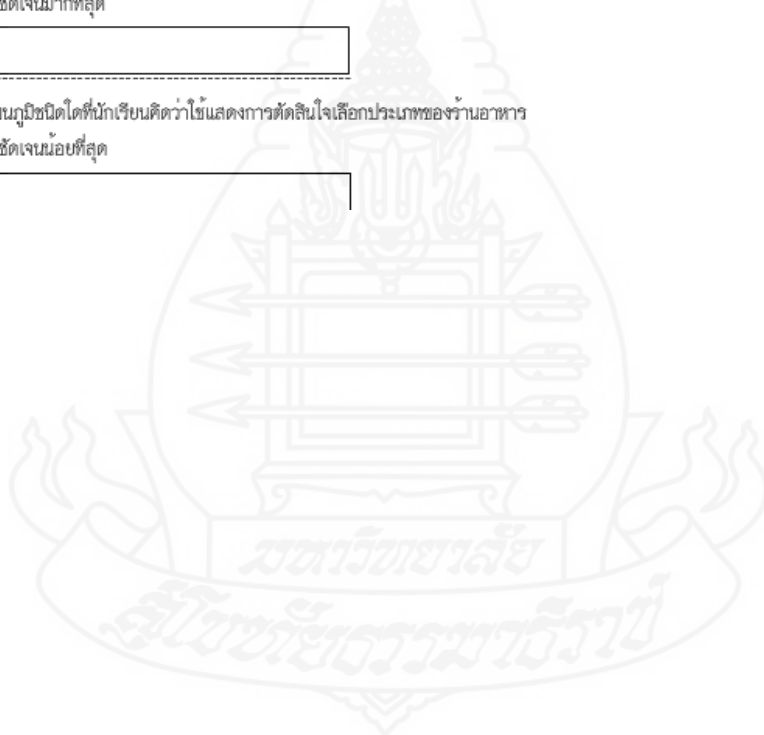 ชัดเจนมากที่สุด
นภูมิชนิดใดที่นักเรียนคิดว่าใช้แสดงการตัดสินใจเลือกประเภทของร้านอาหาร
ชัดเจนน้อยที่สุด
มหาวิทยาลัย
สุโขทัยธรรมาธิราช